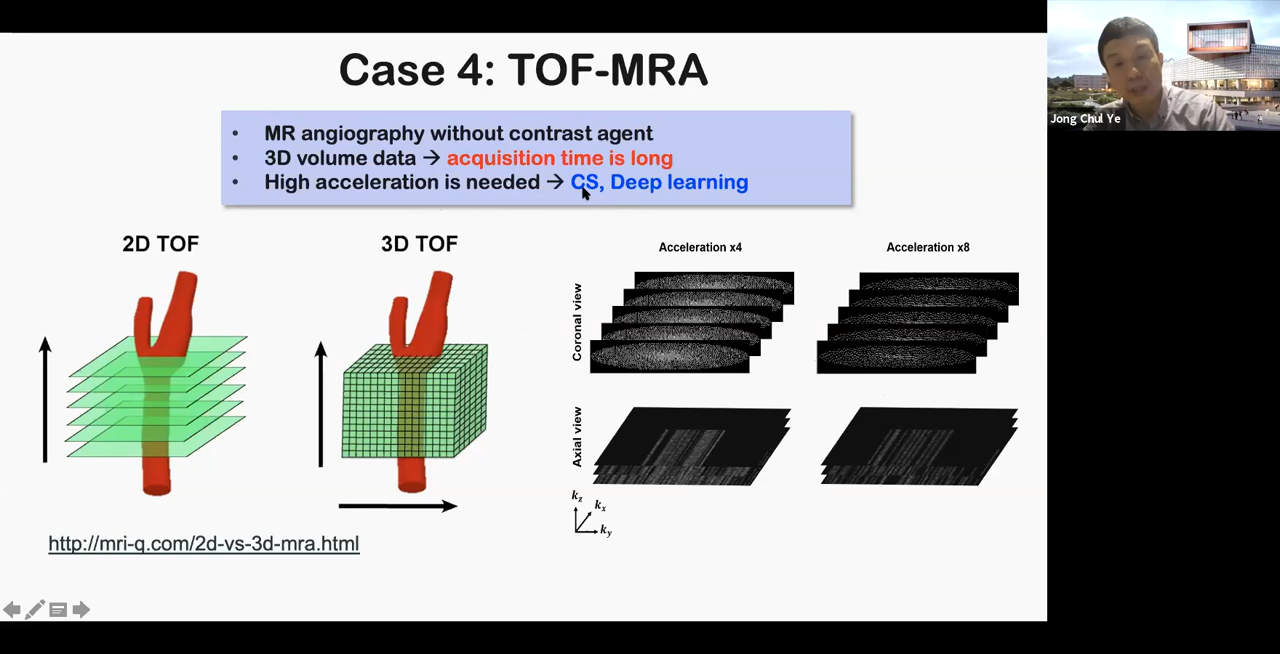 Case 4: TOF-MRA
• MR angiography without contrast agent
• 3D volume data → acquisition time is long
• High acceleration is needed → CS, Deep learning
2D TOF
3D TOF
Acceleration x4
Acceleration x8
Coronal view
Axial view
kz
kx
ky
http://mri-q.com/2d-vs-3d-mra.html
Jong Chul Ye